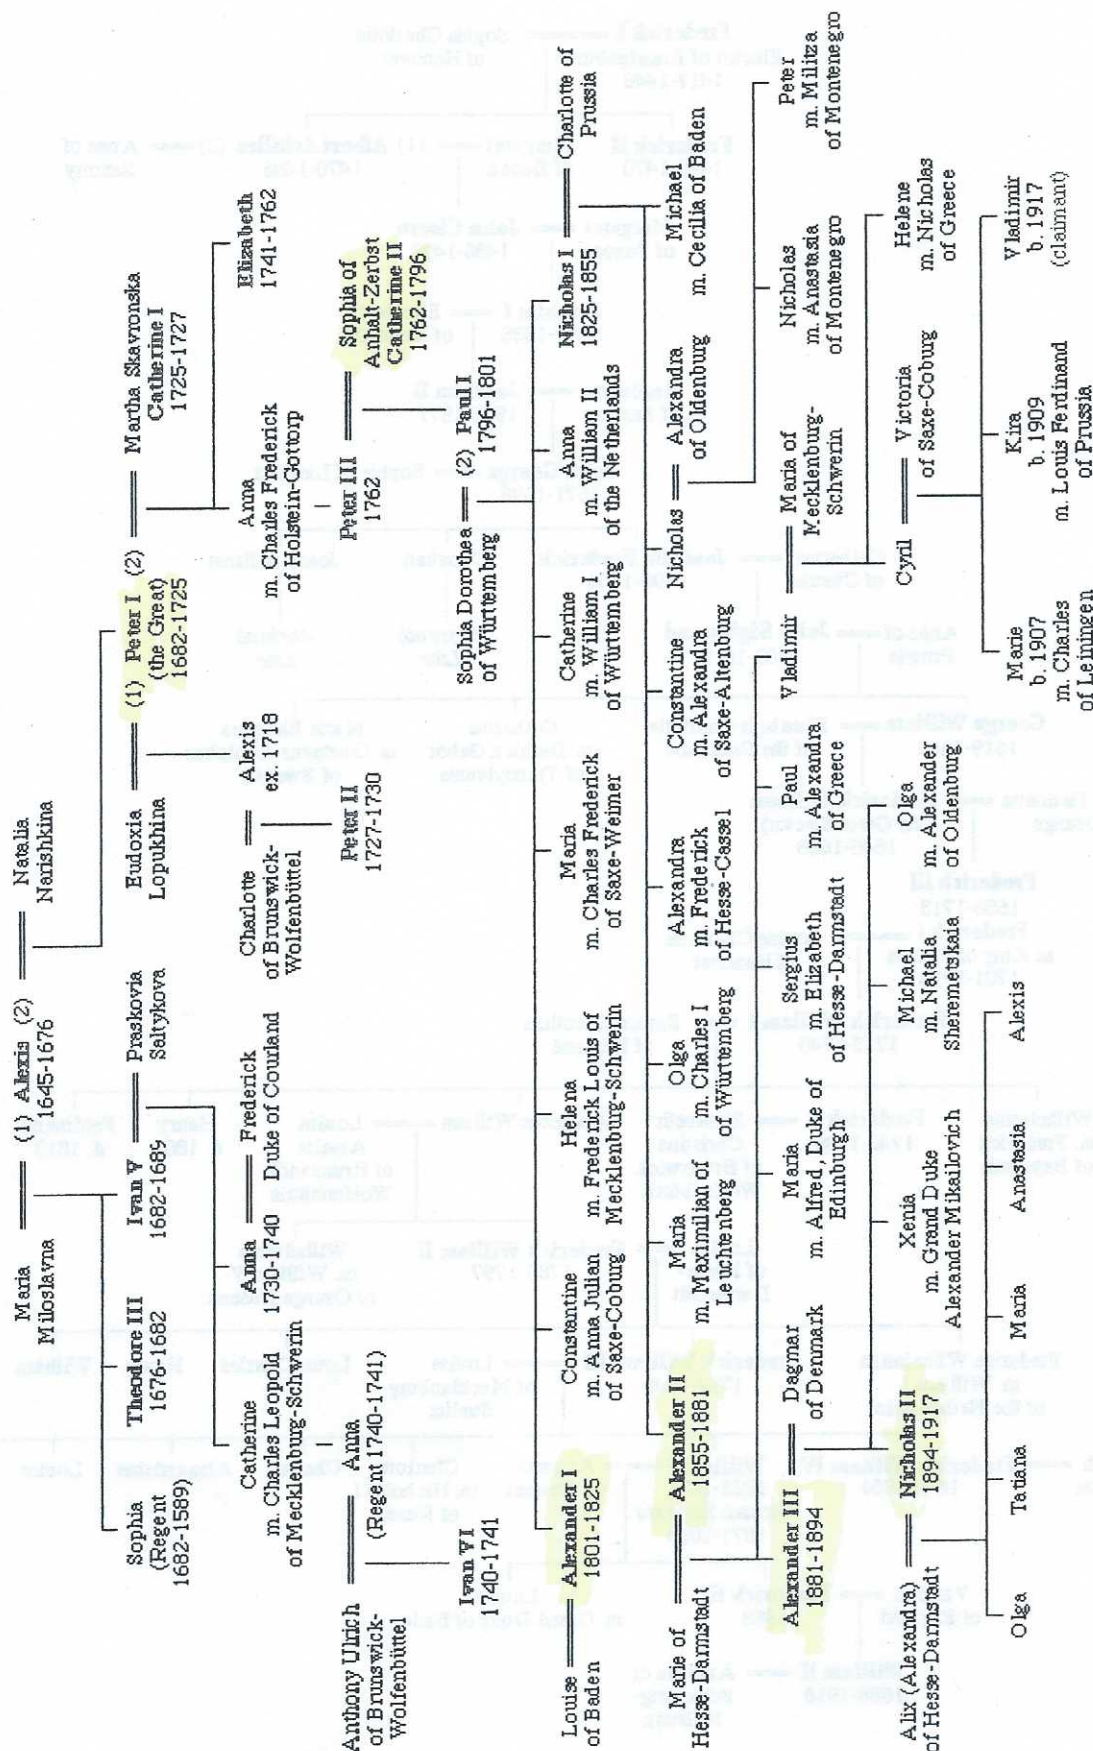 Maria
Miloslavna
(1) Alexis (2)
1645-1676
Natalia
Narishkina
Sophia
(Regent
1682-1589)
Theodore III
1676-1682
Ivan V
1682-1689
Praskovia
Saltykova
Eudoxia
Lopukhina
(1) Peter I (2)
(the Great)
1682-1725
Martha Skavronska
Catherine I
1725-1727
Catherine
m. Charles Leopold
of Mecklenburg-Schwerin
Anna
1730-1740
Frederick
Duke of Courland
Charlotte
of Brunswick-
Wolfenbüttel
Alexis
ex. 1718
Anna
m. Charles Frederick
of Holstein-Gottorp
Elizabeth
1741-1762
Anthony Ulrich
of Brunswick-
Wolfenbüttel
Anna
(Regent 1740-1741)
Peter II
1727-1730
Peter III
1762
Sophia of
Anhalt-Zerbst
Catherine II
1762-1796
Ivan VI
1740-1741
Sophia Dorothea
of Württemberg
(2) Paul I
1796-1801
Louise
of Baden
Alexander I
1801-1825
Constantine
m. Anna Julian
of Saxe-Coburg
Helena
m. Frederick Louis of
Mecklenburg-Schwerin
Maria
m. Charles Frederick
of Saxe-Weimer
Catherine
m. William I
of Württemberg
Anna
m. William II
of the Netherlands
Nicholas I
1825-1855
Charlotte of
Prussia
Marie of
Hesse-Darmstadt
Alexander II
1855-1881
Maria
m. Maximilian of
Leuchtenberg
Olga
m. Charles I
of Württemberg
Alexandra
m. Frederick
of Hesse-Cassel
Constantine
m. Alexandra
of Saxe-Altenburg
Nicholas
Alexandra
of Oldenburg
Michael
m. Cecilia of Baden
Alexander III
1881-1894
Dagmar
of Denmark
Maria
m. Alfred, Duke of
Edinburgh
Sergius
m. Elizabeth
of Hesse-Darmstadt
Paul
m. Alexandra
of Greece
Vladimir
Maria of
Mecklenburg-
Schwerin
Nicholas
m. Anastasia
of Montenegro
Peter
m. Militza
of Montenegro
Alix (Alexandra)
of Hesse-Darmstadt
Nicholas II
1894-1917
Xenia
m. Grand Duke
Alexander Mikailovich
Michael
m. Natalia
Sheremetskaia
Olga
m. Alexander
of Oldenburg
Cyril
Victoria
of Saxe-Coburg
Helene
m. Nicholas
of Greece
Olga
Tatiana
Maria
Anastasia
Alexis
Marie
b. 1907
m. Charles
of Leiningen
Kira
b. 1909
m. Louis Ferdinand
of Prussia
Vladimir
b. 1917
(claimant)